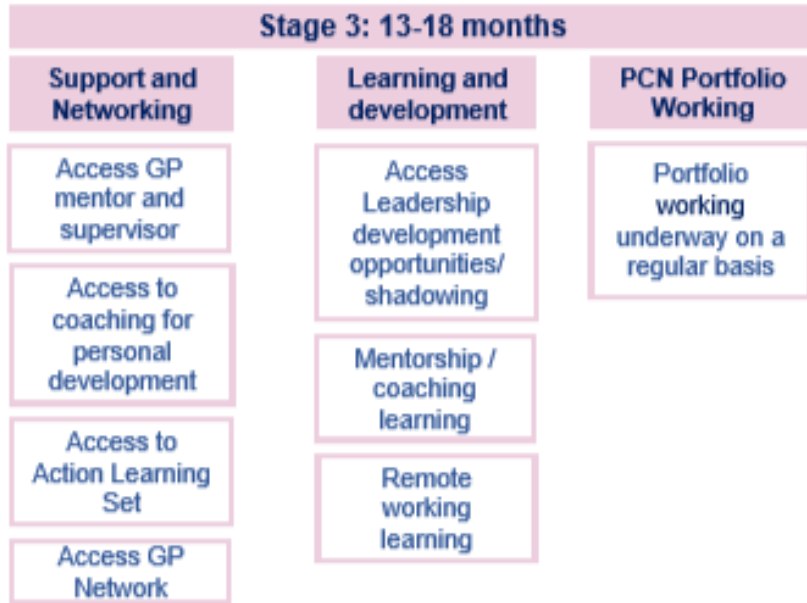 Stage 3: 13-18 months
Support and
Networking
Access GP
mentor and
supervisor
Access to
coaching for
personal
development
Access to
Action Learning
Set
Access GP
Network
Learning and
development
Access
Leadership
development
opportunities/
shadowing
Mentorship /
coaching
learning
Remote
working
learning
PCN Portfolio
Working
Portfolio
working
underway on a
regular basis